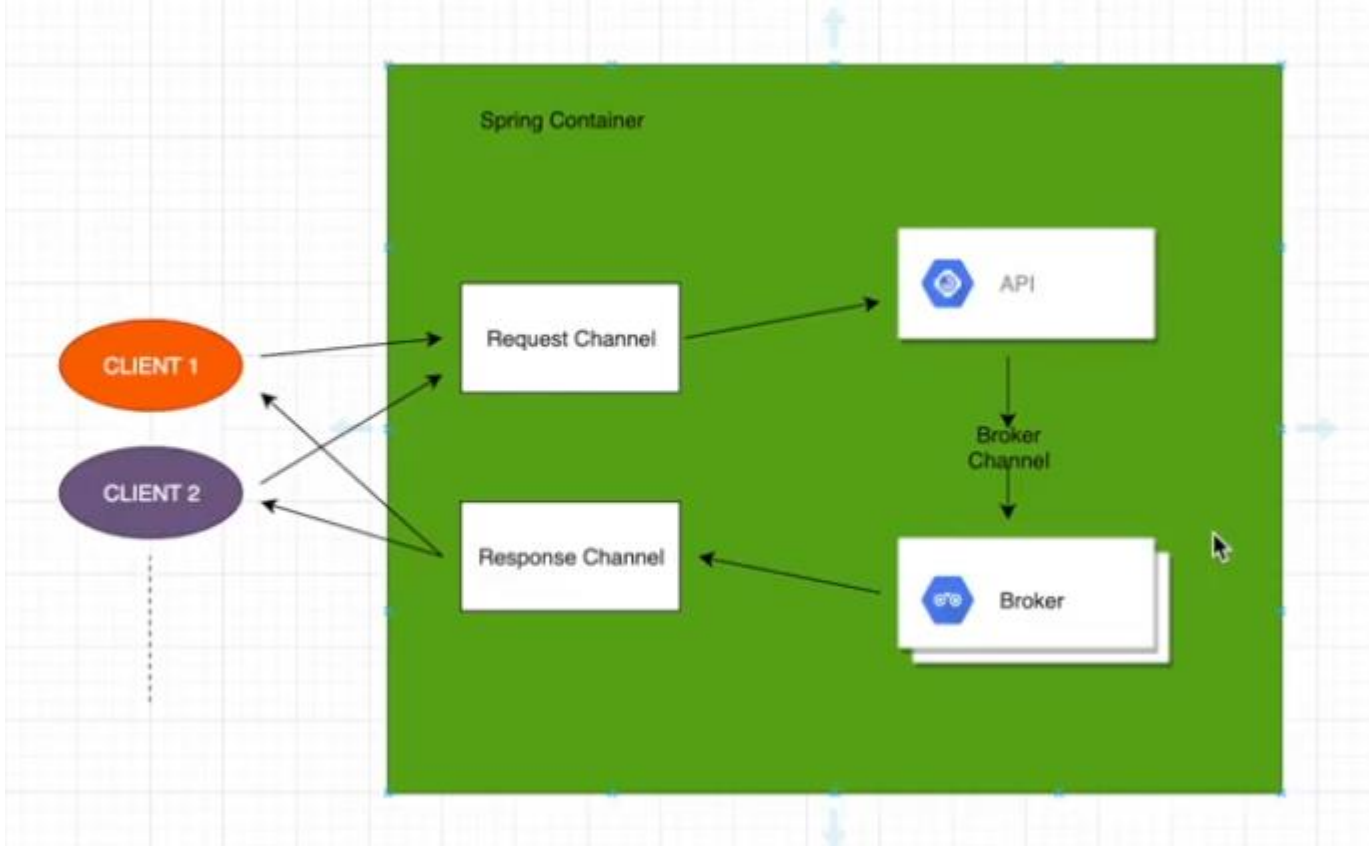 Spring Container
API
Request Channel
CLIENT 1
Broker
Channel
CLIENT 2
Response Channel
Broker